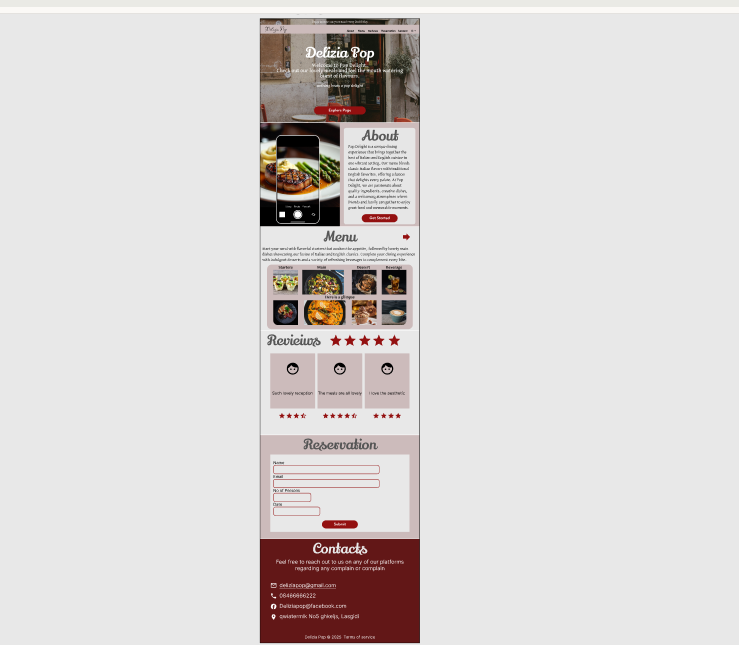 Delizia Pop
About Menu Reviews Reservation Contacts
Delizia Pop
Welcome to Pop Delight.
Check out our lovely meals and feel the mouth watering
burst of flavours.
nothing beats a pop delight
Explore Page
About
Pop Delight is a unique dining
experience that brings together the
best of Italian and English cuisine in
one vibrant setting. Our menu blends
classic Italian flavors with traditional
English favorites, offering a fusion
that delights every palate. At Pop
Delight, we are passionate about
quality ingredients, creative dishes,
and a welcoming atmosphere where
friends and family can gather to enjoy
great food and memorable moments.
Get Started
Menu
Start your meal with flavorful starters that awaken the appetite, followed by hearty main
dishes showcasing our fusion of Italian and English classics. Complete your dining experience
with indulgent desserts and a variety of refreshing beverages to complement every bite.
Starters Main Dessert Beverage
Here is a glimpse
Reviews
Such lovely reception
The meals are all lovely
I love the aesthetic
Reservation
Name
Email
No of Persons
Date
Submit
Contacts
Feel free to reach out to us on any of our platforms
regarding any complain or complain
deliziapop@gmail.com
08466666222
Deliziapop@facebook.com
qwiatermik No5 ghkeijs, Lasgidi
Delizia Pop © 2025 Terms of service